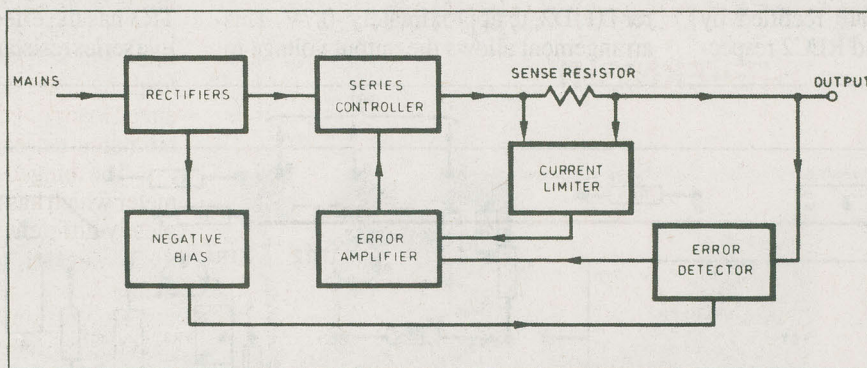 MAINS
RECTIFIERS
SERIES
CONTROLLER
SENSE RESISTOR
OUTPUT
CURRENT
LIMITER
NEGATIVE
BIAS
ERROR
AMPLIFIER
ERROR
DETECTOR